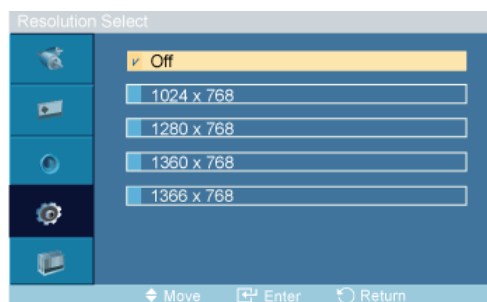 Resolution Select
Off
1024 x 768
1280 x 768
1360 x 768
1366 x 768
Move Enter Return